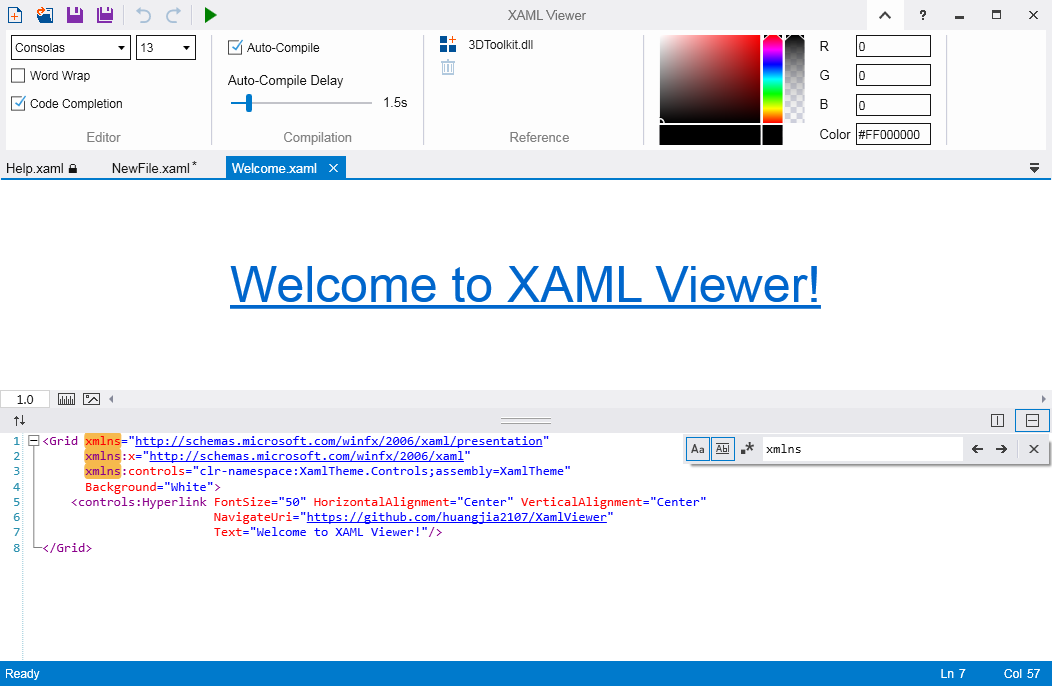 XAML Viewer
?
Consolas 13
Word Wrap
Code Completion
Editor
Auto-Compile
Auto-Compile Delay
1.5s
Compilation
3DToolkit.dll
Reference
R 0
G 0
B 0
Color #FF000000
Help.xaml NewFile.xaml* Welcome.xaml
Welcome to XAML Viewer!
1.0
Aa Ab .* xmlns
1 <Grid xmlns="http://schemas.microsoft.com/winfx/2006/xaml/presentation"
2 xmlns:x="http://schemas.microsoft.com/winfx/2006/xaml"
3 xmlns:controls="clr-namespace:XamlTheme.Controls;assembly=XamlTheme"
4 Background="White">
5 <controls:Hyperlink FontSize="50" HorizontalAlignment="Center" VerticalAlignment="Center"
6 NavigateUri="https://github.com/huangjia2107/XamlViewer"
7 Text="Welcome to XAML Viewer!"/>
8 </Grid>
Ready Ln 7 Col 57